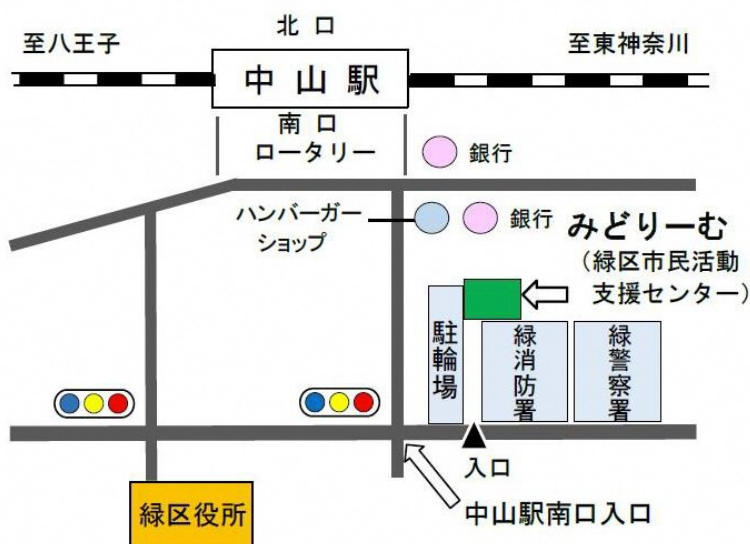 北口
至八王子
至東神奈川
中山駅
南口
ロータリー
銀行
ハンバーガー
ショップ
銀行
みどりーむ
（緑区市民活動
支援センター）
駐輪場
緑消防署
緑警察署
入口
緑区役所
中山駅南口入口